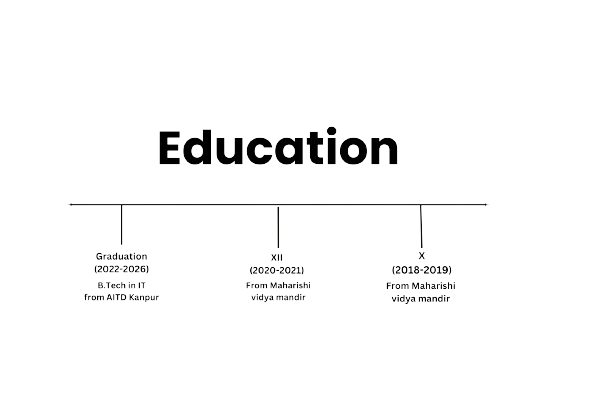 Education
Graduation
(2022-2026)
B.Tech in IT
from AITD Kanpur
XII
(2020-2021)
From Maharishi
vidya mandir
X
(2018-2019)
From Maharishi
vidya mandir